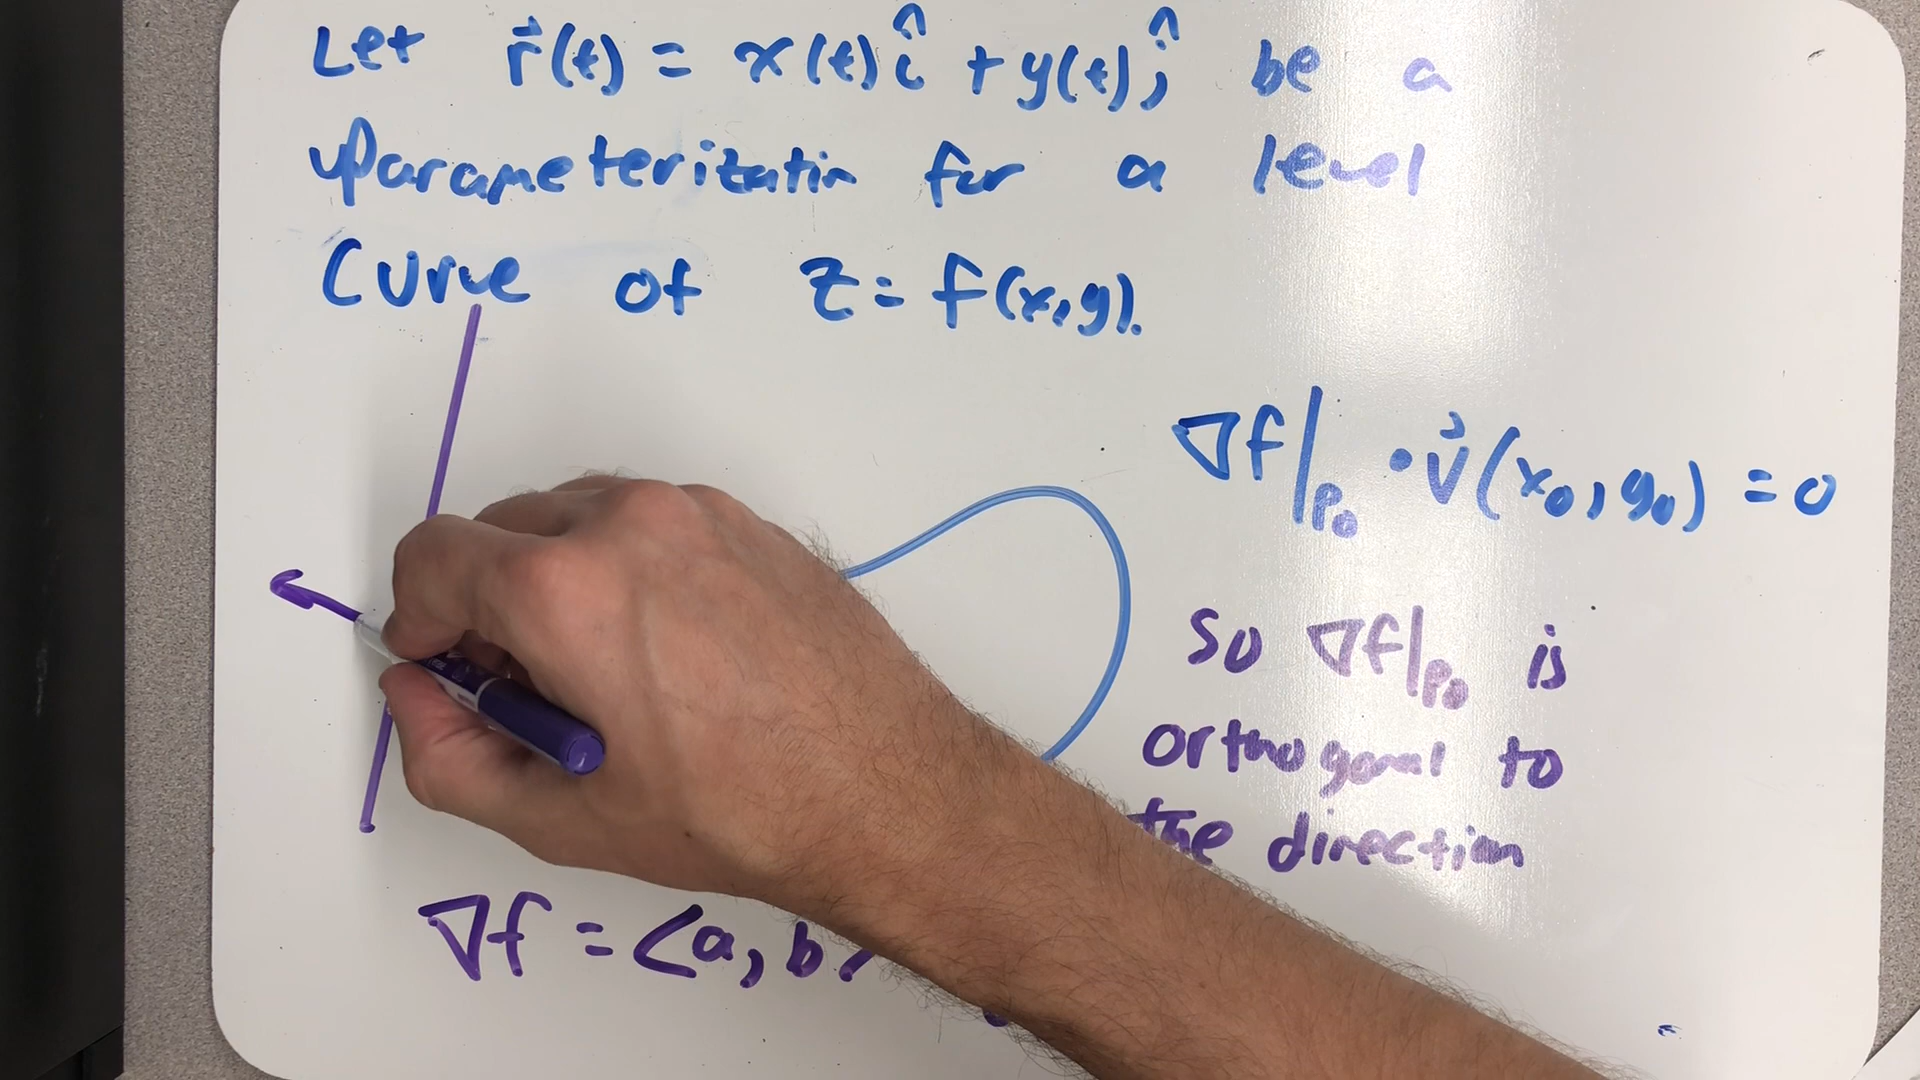 Let r⃗(t) = x(t)î + y(t)ĵ be a
Parameterizatin for a level
Curve of z = f(x,y).
∇f|P₀ • v⃗(x₀, y₀) = 0
So ∇f|P₀ is
orthogonal to
the direction
∇f = <a, b>